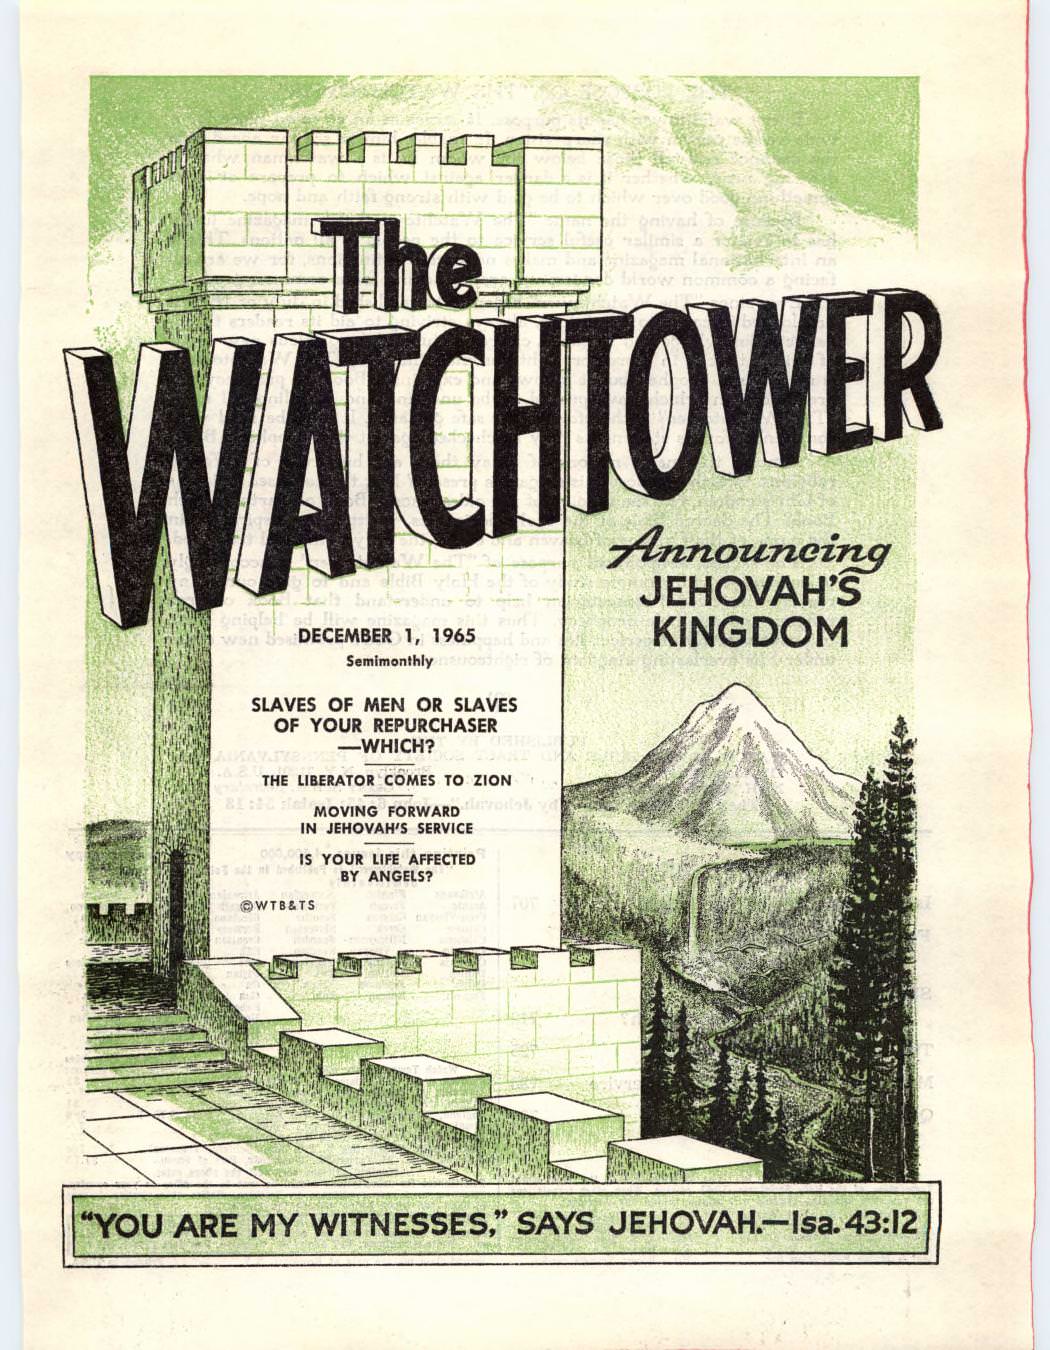 The
WATCHTOWER
Announcing
JEHOVAH'S
KINGDOM
DECEMBER 1, 1965
Semimonthly
SLAVES OF MEN OR SLAVES
OF YOUR REPURCHASER
—WHICH?
THE LIBERATOR COMES TO ZION
MOVING FORWARD
IN JEHOVAH'S SERVICE
IS YOUR LIFE AFFECTED
BY ANGELS?
©WTB&TS
“YOU ARE MY WITNESSES,” SAYS JEHOVAH.—Isa. 43:12